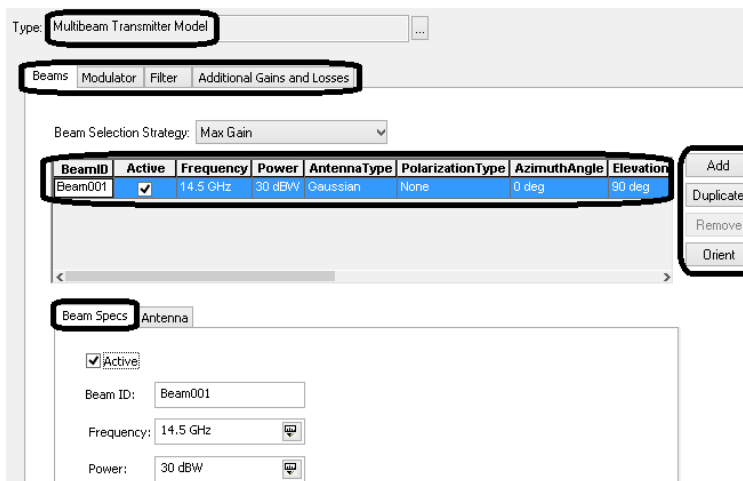 Type: Multibeam Transmitter Model ...
Beams Modulator Filter Additional Gains and Losses
Beam Selection Strategy: Max Gain
BeamID Active Frequency Power AntennaType PolarizationType AzimuthAngle Elevation
Beam001 14.5 GHz 30 dBW Gaussian None 0 deg 90 deg
Add
Duplicate
Remove
Orient
Beam Specs Antenna
Active
Beam ID: Beam001
Frequency: 14.5 GHz
Power: 30 dBW